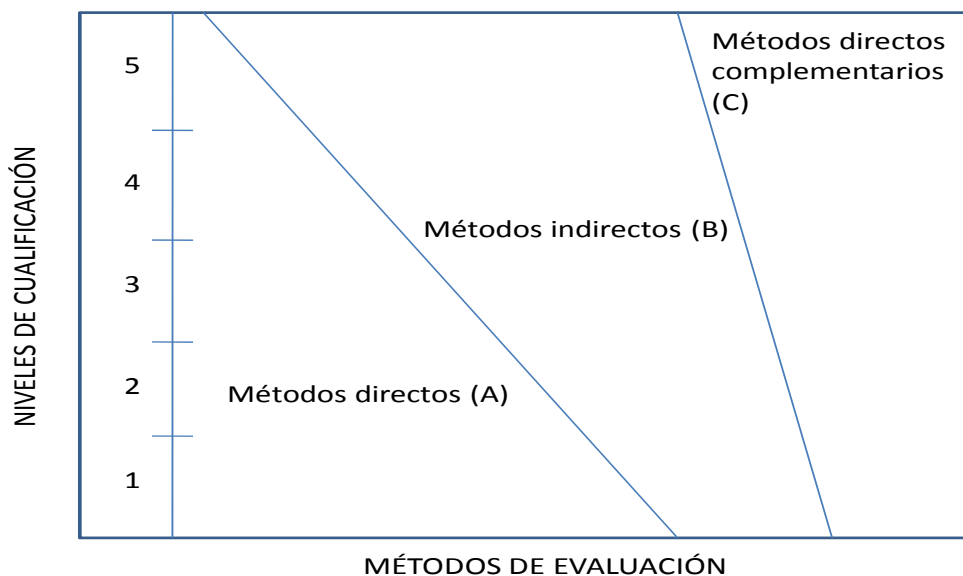 Métodos directos
complementarios
(C)
5
4
Métodos indirectos (B)
3
2
Métodos directos (A)
1
NIVELES DE CUALIFICACIÓN
MÉTODOS DE EVALUACIÓN